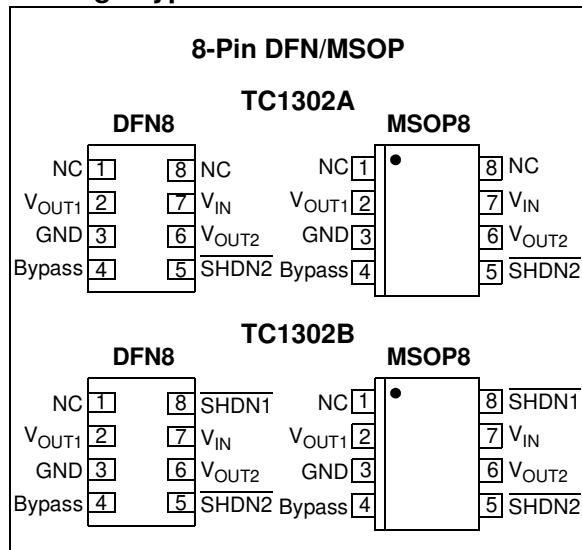 8-Pin DFN/MSOP
TC1302A
DFN8 MSOP8
NC 1 8 NC NC 1 8 NC
VOUT1 2 7 VIN VOUT1 2 7 VIN
GND 3 6 VOUT2 GND 3 6 VOUT2
Bypass 4 5 SHDN2 Bypass 4 5 SHDN2
TC1302B
DFN8 MSOP8
NC 1 8 SHDN1 NC 1 8 SHDN1
VOUT1 2 7 VIN VOUT1 2 7 VIN
GND 3 6 VOUT2 GND 3 6 VOUT2
Bypass 4 5 SHDN2 Bypass 4 5 SHDN2